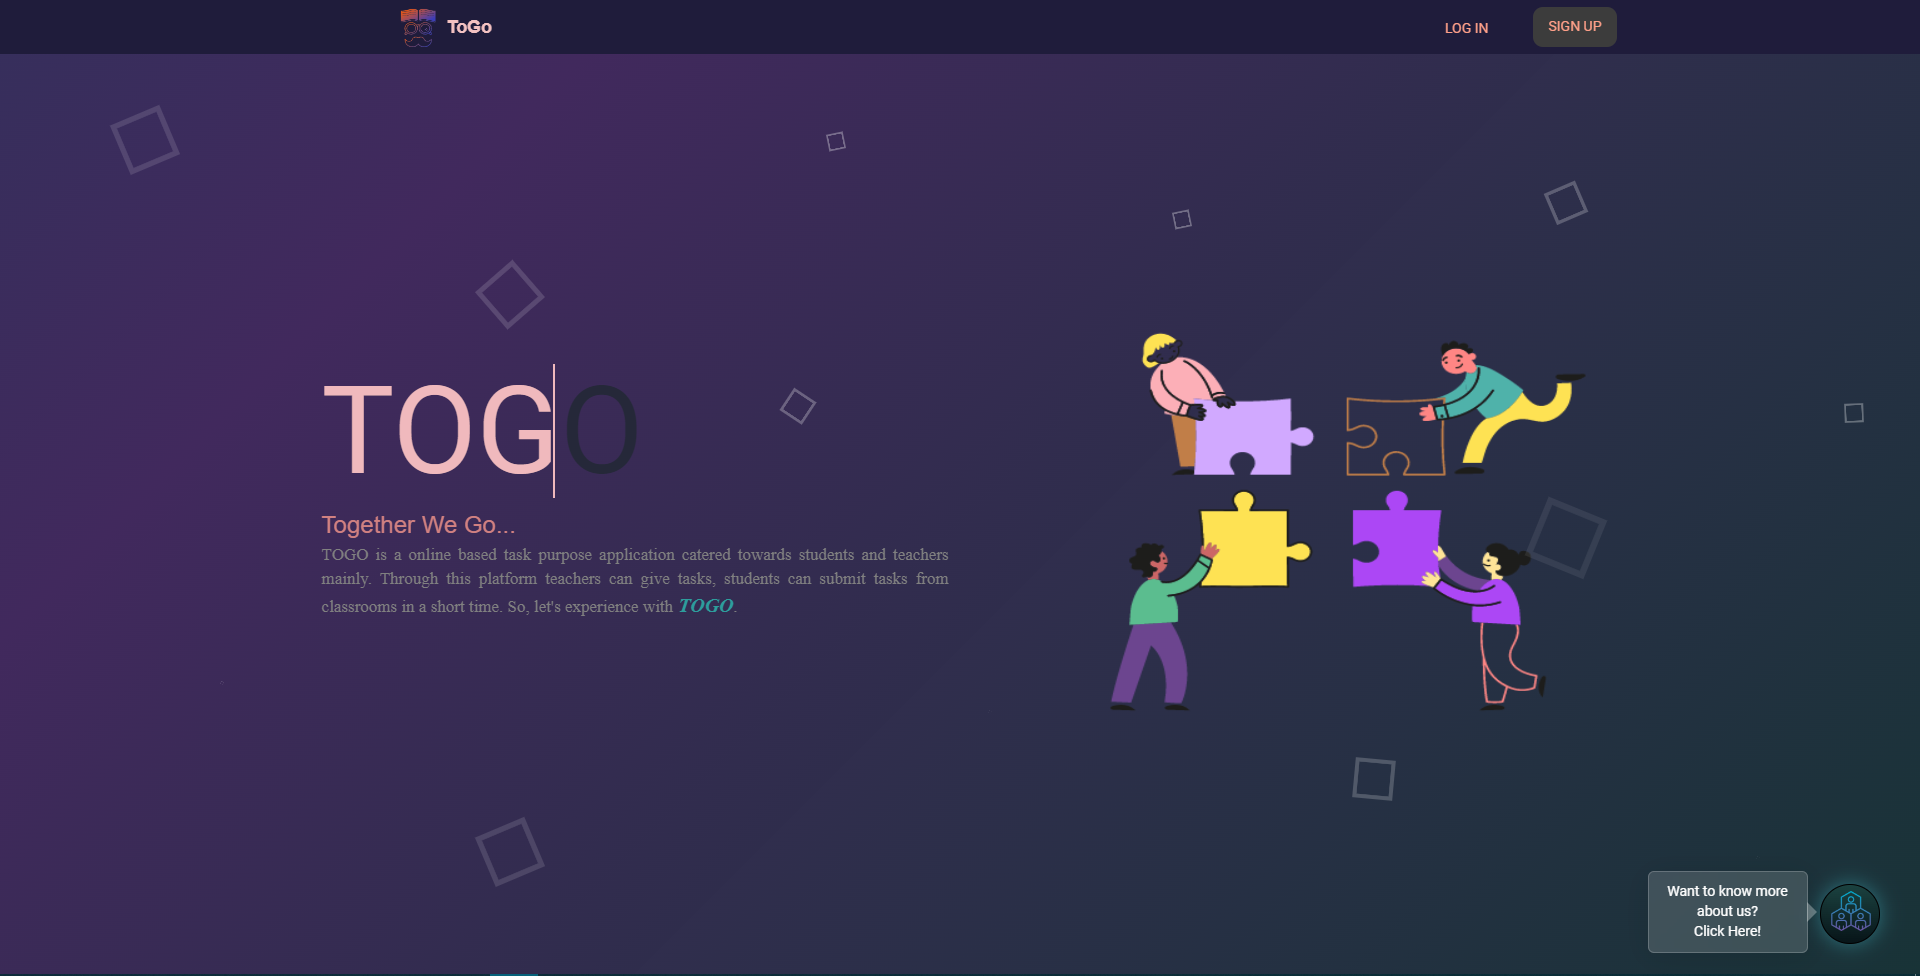 ToGo
LOG IN
SIGN UP
TOGO
Together We Go...
TOGO is a online based task purpose application catered towards students and teachers
mainly. Through this platform teachers can give tasks, students can submit tasks from
classrooms in a short time. So, let's experience with TOGO.
Want to know more
about us?
Click Here!